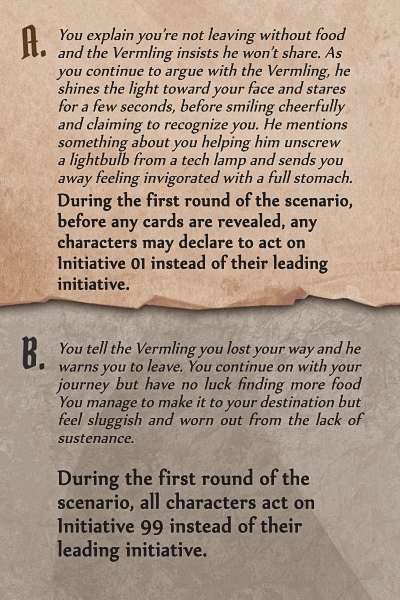 A.
You explain you're not leaving without food
and the Vermling insists he won't share. As
you continue to argue with the Vermling, he
shines the light toward your face and stares
for a few seconds, before smiling cheerfully
and claiming to recognize you. He mentions
something about you helping him unscrew
a lightbulb from a tech lamp and sends you
away feeling invigorated with a full stomach.
During the first round of the scenario,
before any cards are revealed, any
characters may declare to act on
Initiative 01 instead of their leading
initiative.
B.
You tell the Vermling you lost your way and he
warns you to leave. You continue on with your
journey but have no luck finding more food
You manage to make it to your destination but
feel sluggish and worn out from the lack of
sustenance.
During the first round of the
scenario, all characters act on
Initiative 99 instead of their
leading initiative.